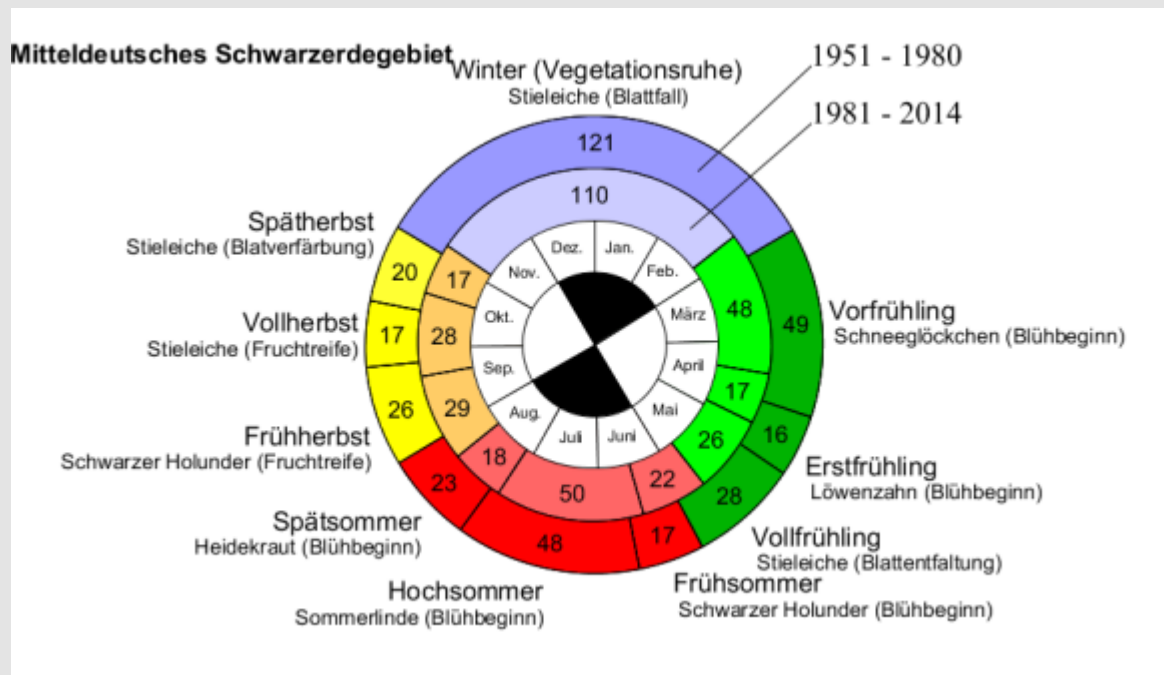 Mitteldeutsches Schwarzerdegebiet
Winter (Vegetationsruhe)
Stieleiche (Blattfall)
1951 - 1980
1981 - 2014
121
110
Dez.
Jan.
Feb.
März
April
Mai
Juni
Juli
Aug.
Sep.
Okt.
Nov.
48
49
Vorfrühling
Schneeglöckchen (Blühbeginn)
17
16
Erstfrühling
Löwenzahn (Blühbeginn)
26
28
Vollfrühling
Stieleiche (Blattentfaltung)
22
17
Frühsommer
Schwarzer Holunder (Blühbeginn)
50
48
Hochsommer
Sommerlinde (Blühbeginn)
18
23
Spätsommer
Heidekraut (Blühbeginn)
29
26
Frühherbst
Schwarzer Holunder (Fruchtreife)
28
17
Vollherbst
Stieleiche (Fruchtreife)
17
20
Spätherbst
Stieleiche (Blatverfärbung)